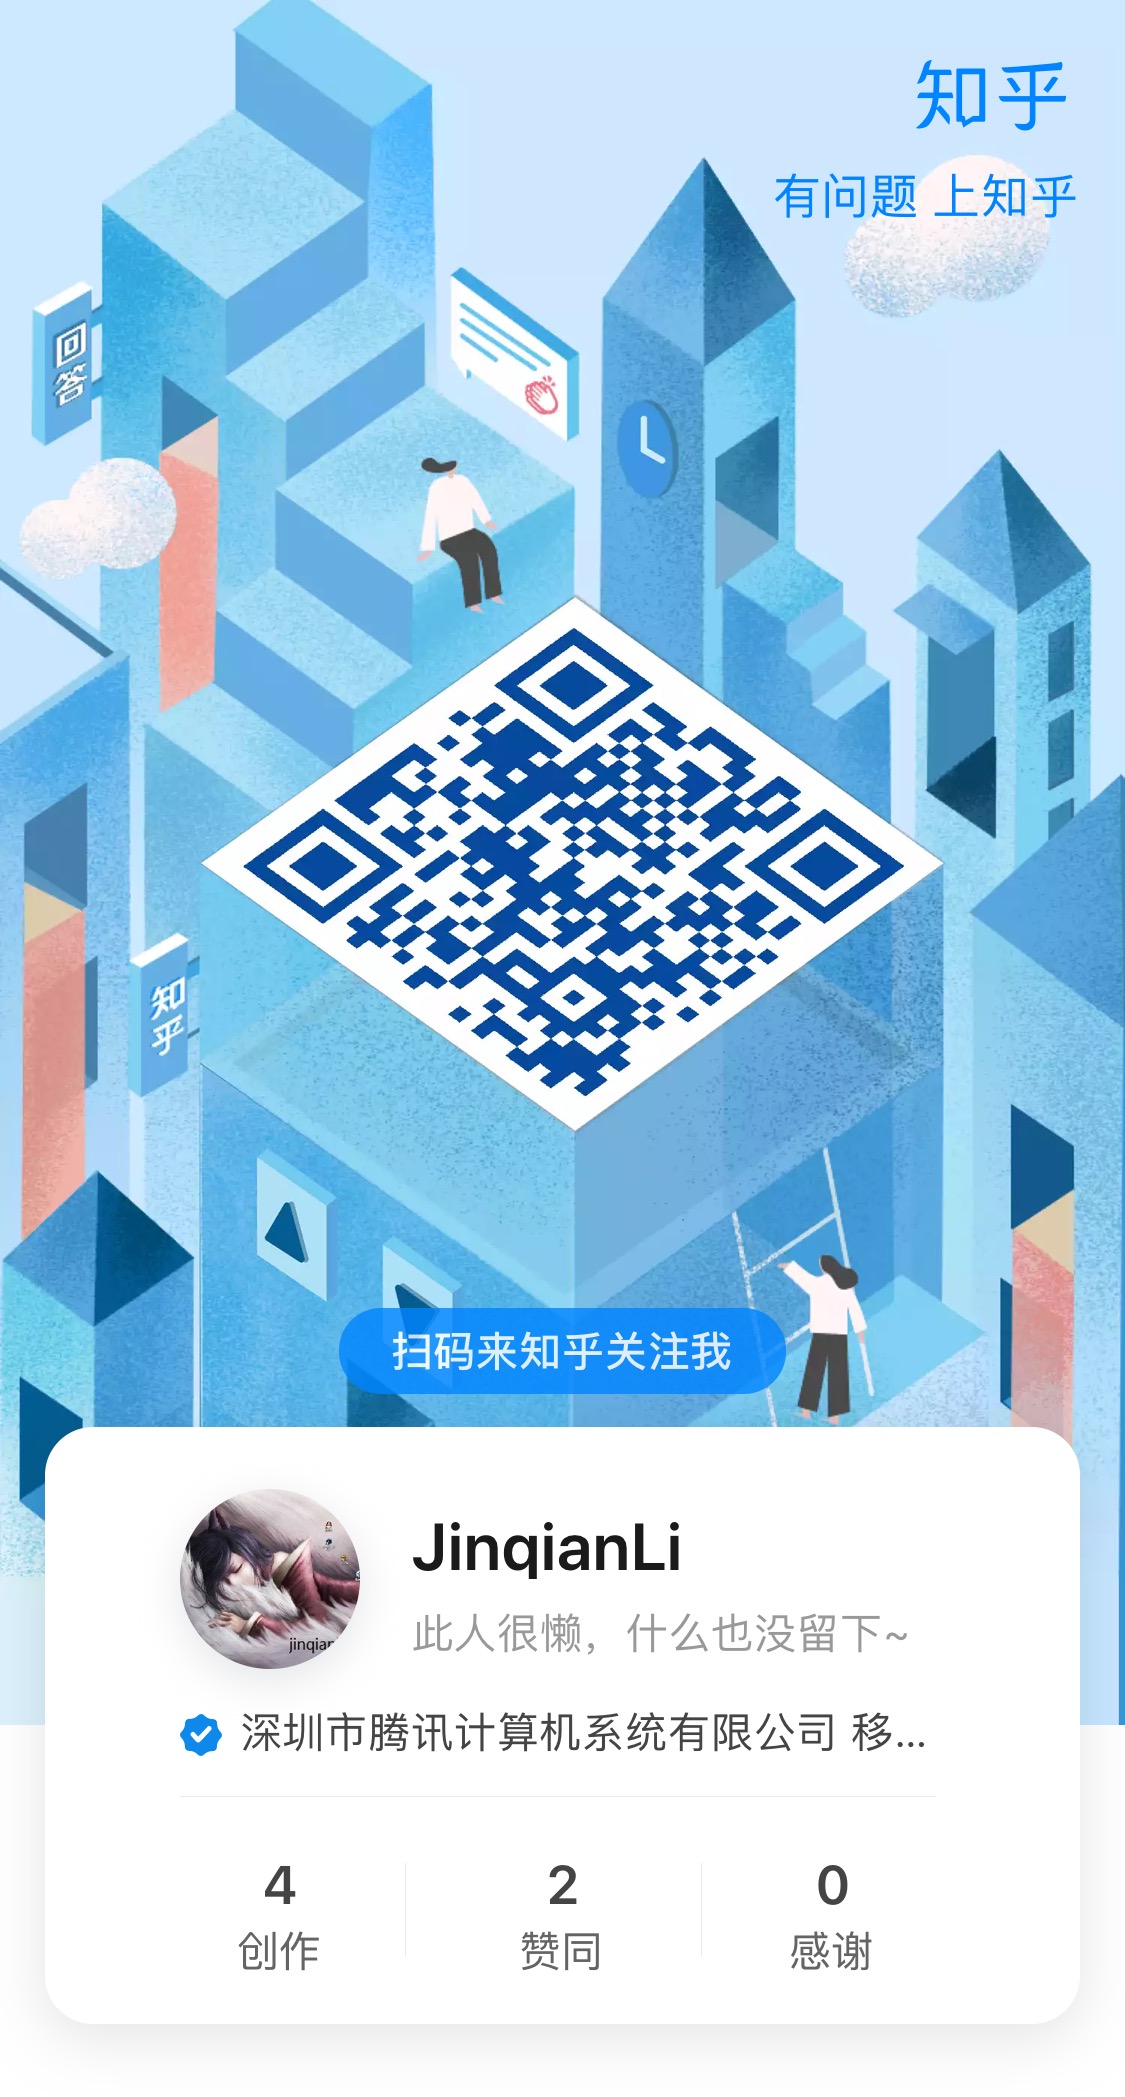 知乎
有问题 上知乎
回答
知乎
扫码来知乎关注我
JinqianLi
此人很懒，什么也没留下~
深圳市腾讯计算机系统有限公司 移...
4
创作
2
赞同
0
感谢